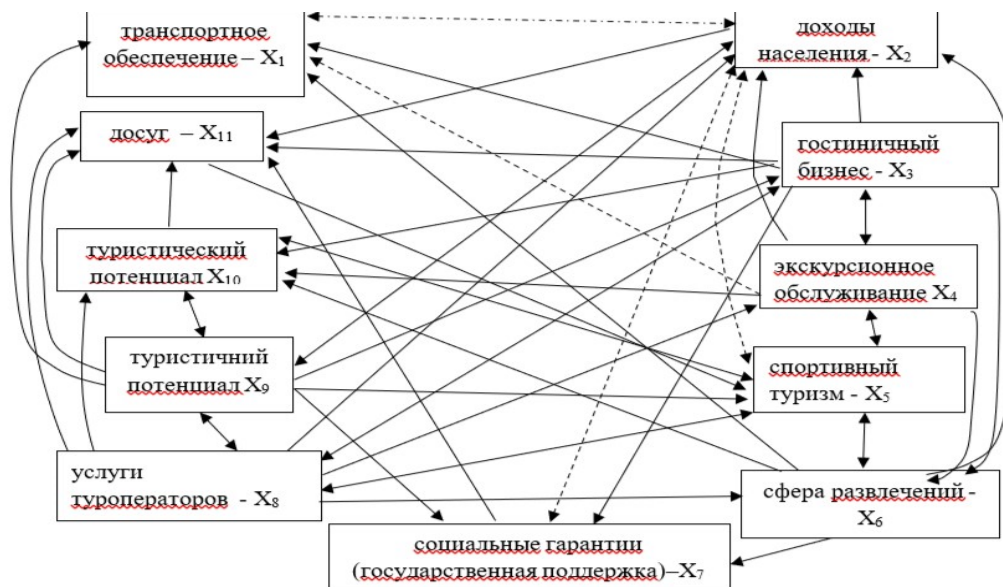 транспортное
обеспечение – X1
доходы
населения - X2
досуг – X11
гостиничный
бизнес - X3
туристический
потенциал X10
экскурсионное
обслуживание X4
туристичний
потенциал X9
спортивный
туризм - X5
услуги
туроператоров - X8
сфера развлечений -
X6
социальные гарантии
(государственная поддержка)–X7